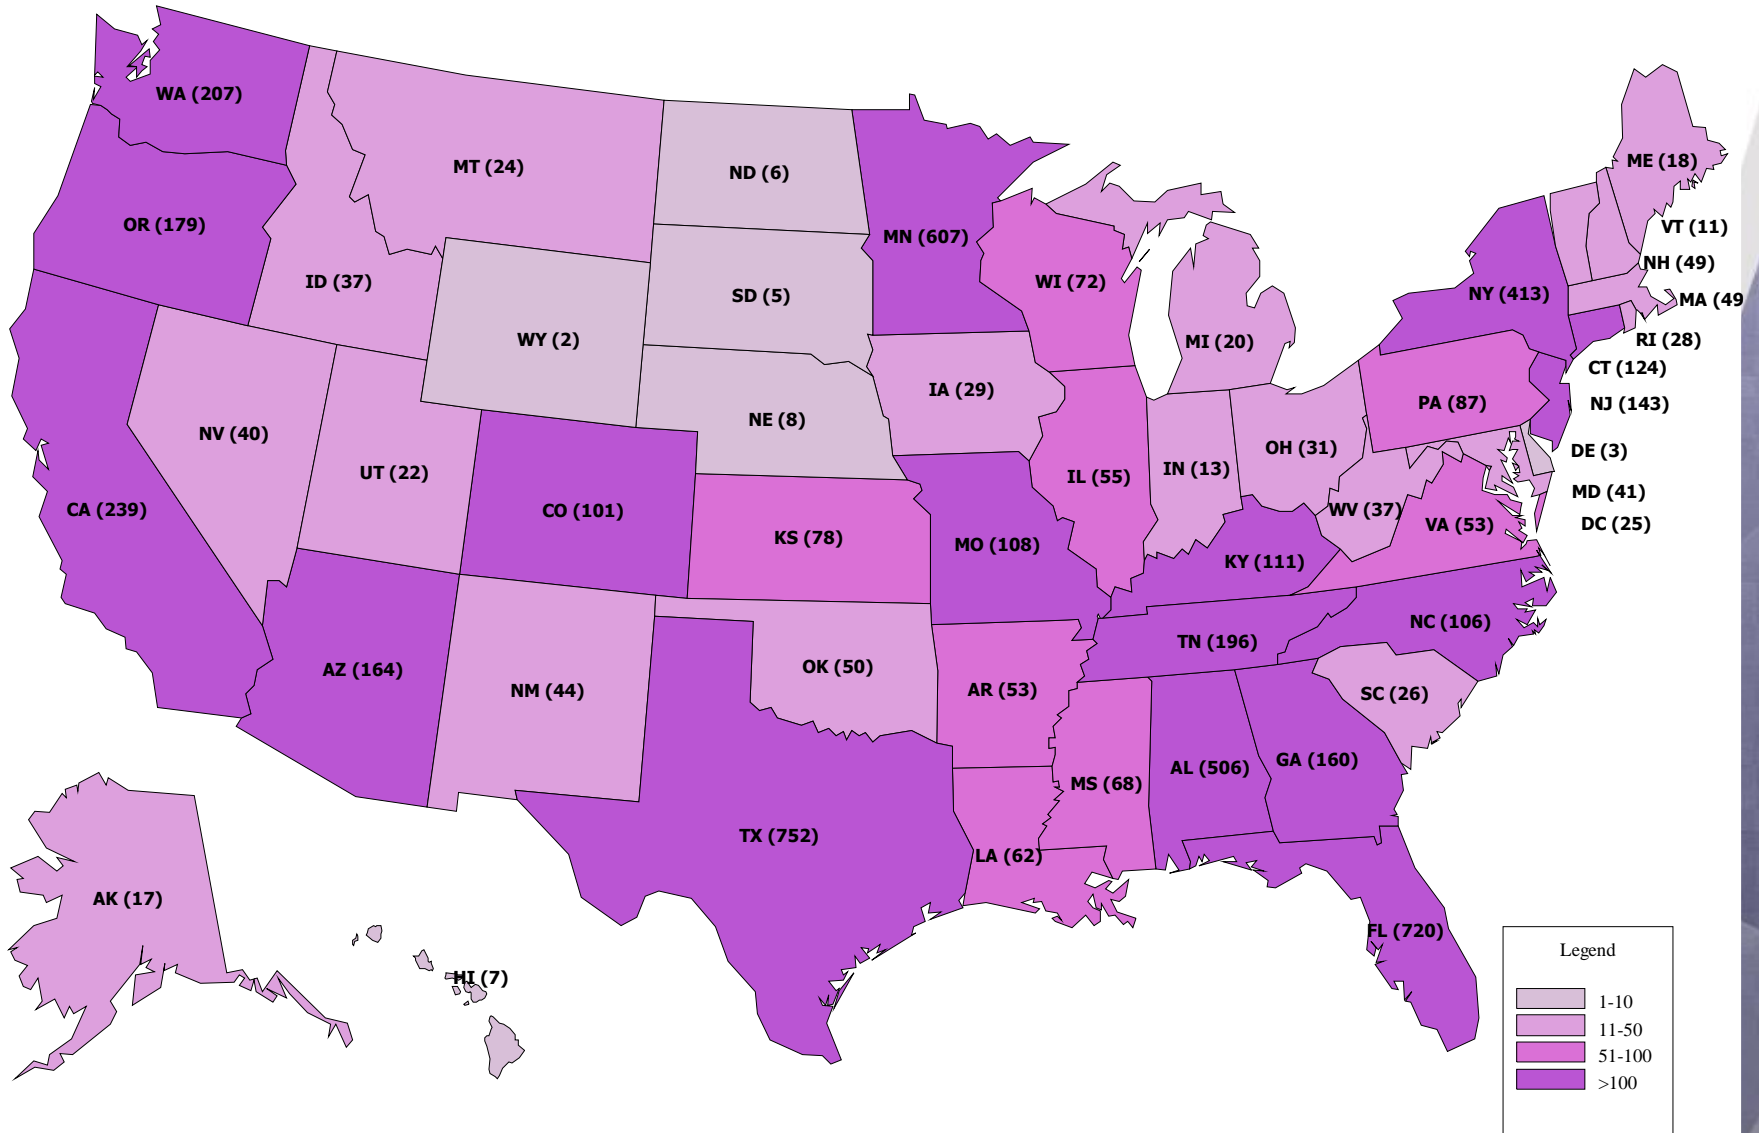 WA (207)
MT (24)
ND (6)
ME (18)
OR (179)
MN (607)
VT (11)
NH (49)
ID (37)
SD (5)
WI (72)
NY (413)
MA (49
WY (2)
MI (20)
RI (28)
CT (124)
IA (29)
PA (87)
NJ (143)
NV (40)
NE (8)
OH (31)
DE (3)
UT (22)
IL (55)
IN (13)
MD (41)
CA (239)
CO (101)
WV (37)
VA (53)
DC (25)
KS (78)
MO (108)
KY (111)
NC (106)
TN (196)
AZ (164)
NM (44)
OK (50)
AR (53)
SC (26)
GA (160)
AL (506)
MS (68)
TX (752)
LA (62)
AK (17)
FL (720)
HI (7)
Legend
1-10
11-50
51-100
>100